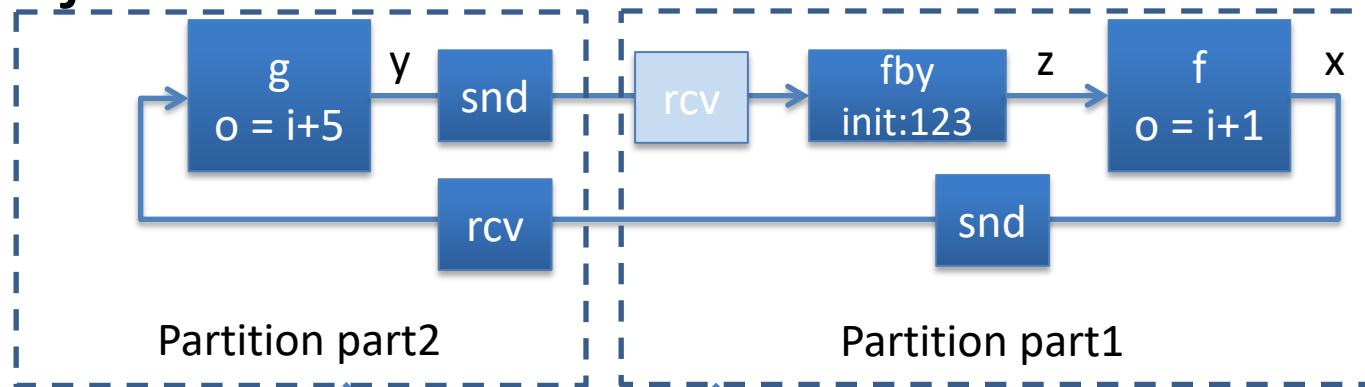 g
o = i+5
y
snd
rcv
fby
init:123
z
f
o = i+1
x
rcv
snd
Partition part2
Partition part1